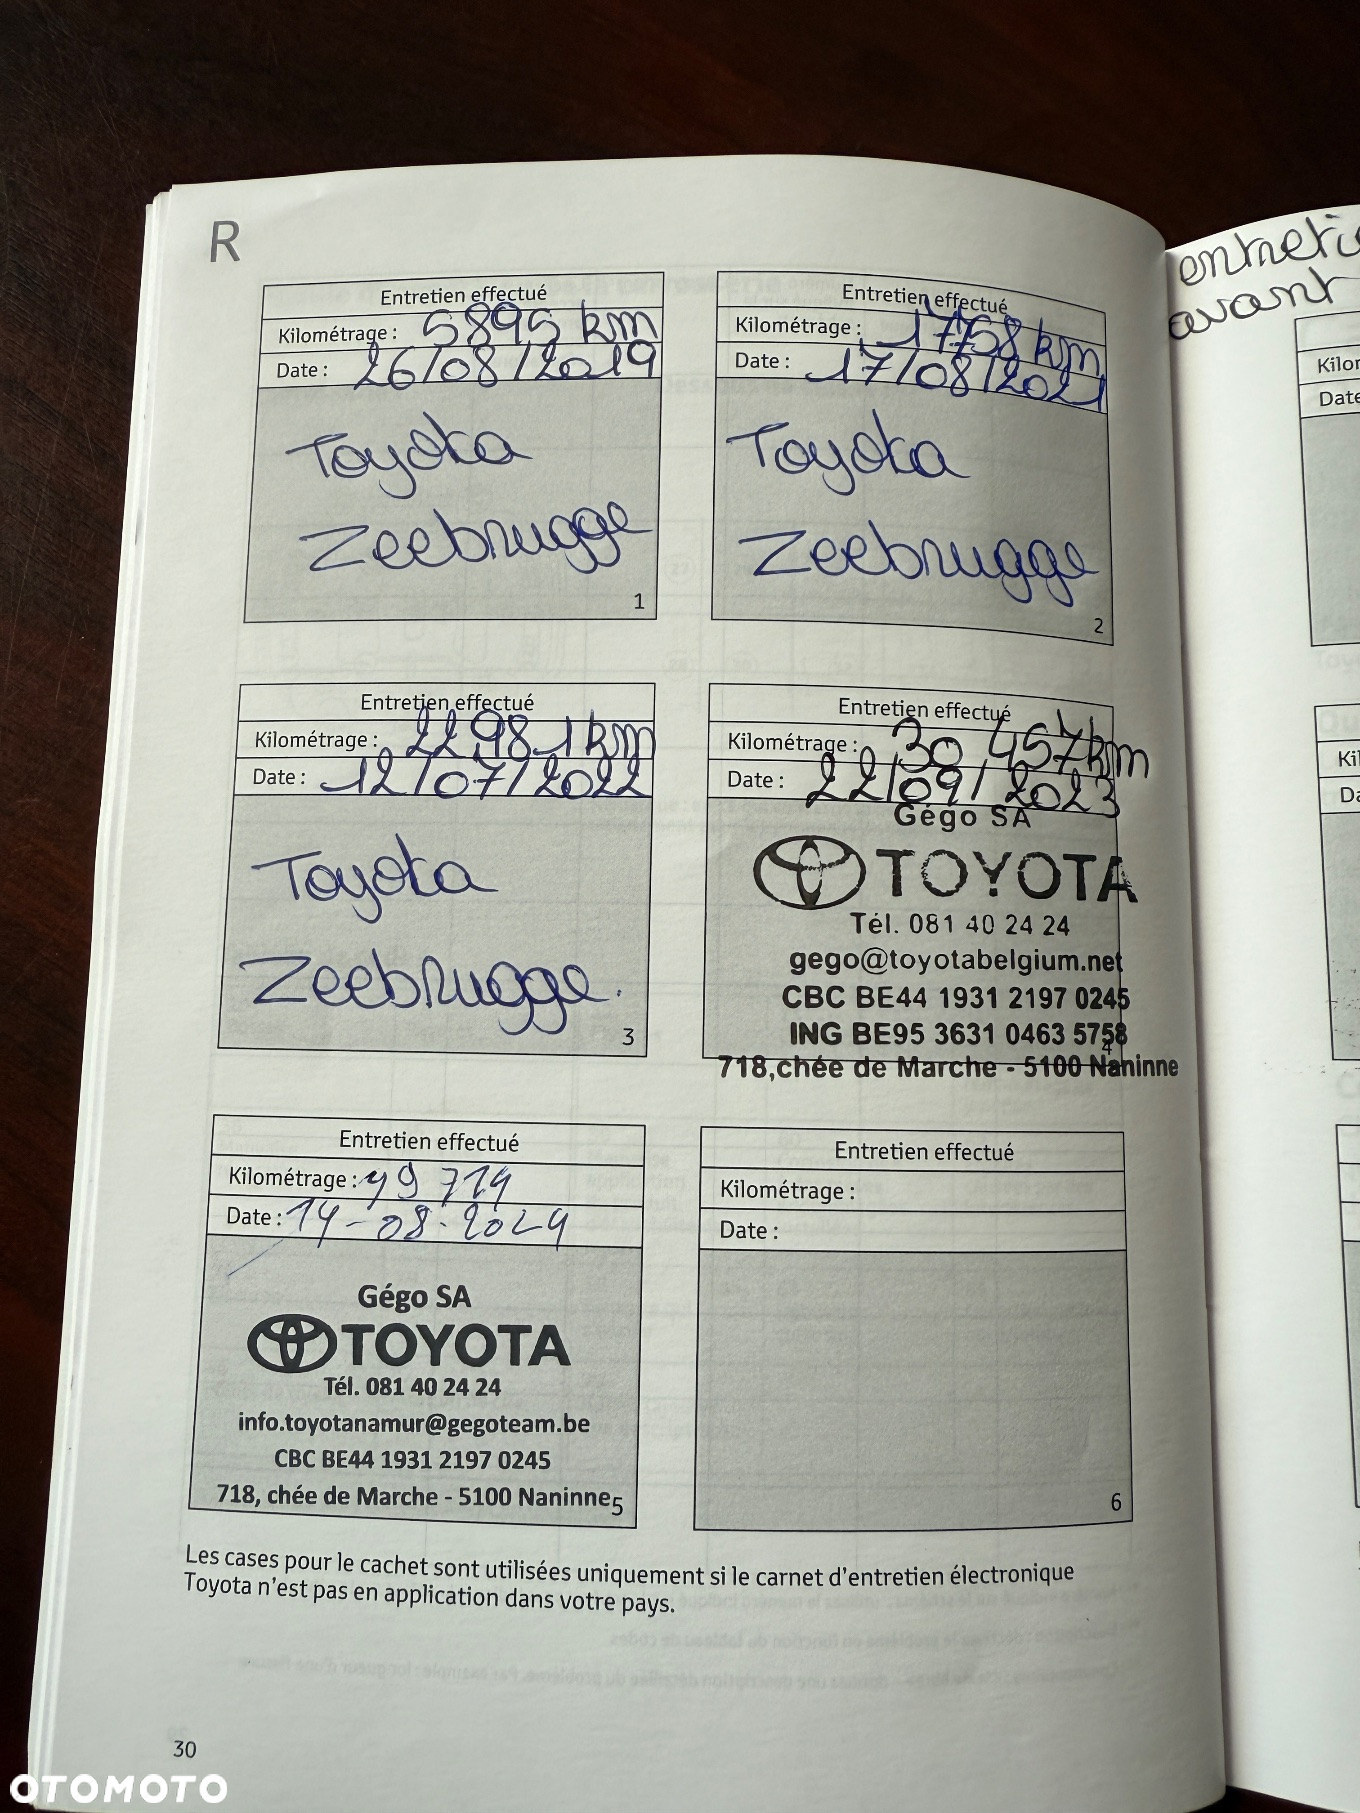 R
Entretien effectué
Kilométrage : 5895 km
Date : 26/08/2019
Toyota
Zeebrugge
1
Entretien effectué
Kilométrage : 17758 km
Date : 17/08/2021
Toyota
Zeebrugge
2
Entretien effectué
Kilométrage : 22981 km
Date : 12/07/2022
Toyota
Zeebrugge.
3
Entretien effectué
Kilométrage : 30 457 km
Date : 22/09/2023
Gégo SA
TOYOTA
Tél. 081 40 24 24
gego@toyotabelgium.net
CBC BE44 1931 2197 0245
ING BE95 3631 0463 5758
4
718,chée de Marche - 5100 Naninne
Entretien effectué
Kilométrage : 49 719
Date : 14-08-2024
Gégo SA
TOYOTA
Tél. 081 40 24 24
info.toyotanamur@gegoteam.be
CBC BE44 1931 2197 0245
718, chée de Marche - 5100 Naninne
5
Entretien effectué
Kilométrage :
Date :
6
Les cases pour le cachet sont utilisées uniquement si le carnet d'entretien électronique
Toyota n'est pas en application dans votre pays.
30
avant
OTOMOTO